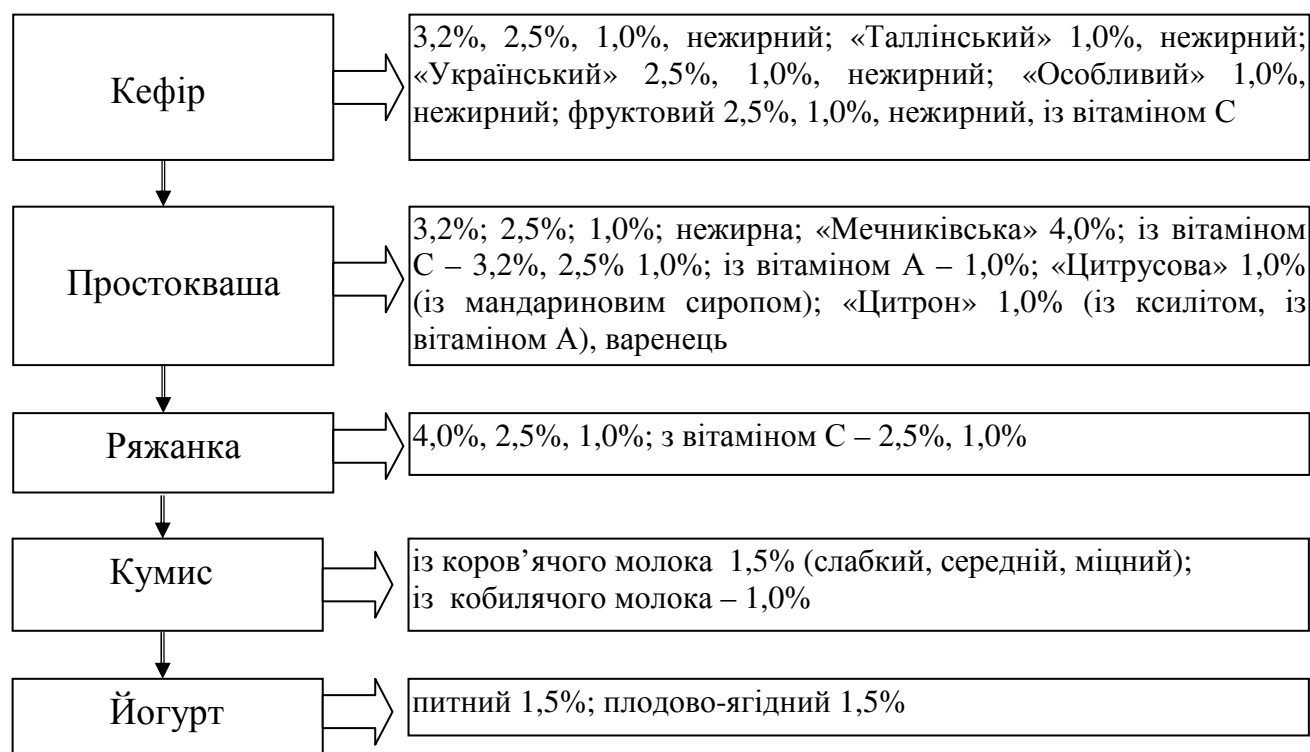 Кефір
3,2%, 2,5%, 1,0%, нежирний; «Таллінський» 1,0%, нежирний;
«Український» 2,5%, 1,0%, нежирний; «Особливий» 1,0%,
нежирний; фруктовий 2,5%, 1,0%, нежирний, із вітаміном С
Простокваша
3,2%; 2,5%; 1,0%; нежирна; «Мечниківська» 4,0%; із вітаміном
С – 3,2%, 2,5% 1,0%; із вітаміном А – 1,0%; «Цитрусова» 1,0%
(із мандариновим сиропом); «Цитрон» 1,0% (із ксилітом, із
вітаміном А), варенець
Ряжанка
4,0%, 2,5%, 1,0%; з вітаміном С – 2,5%, 1,0%
Кумис
із коров’ячого молока 1,5% (слабкий, середній, міцний);
із кобилячого молока – 1,0%
Йогурт
питний 1,5%; плодово-ягідний 1,5%